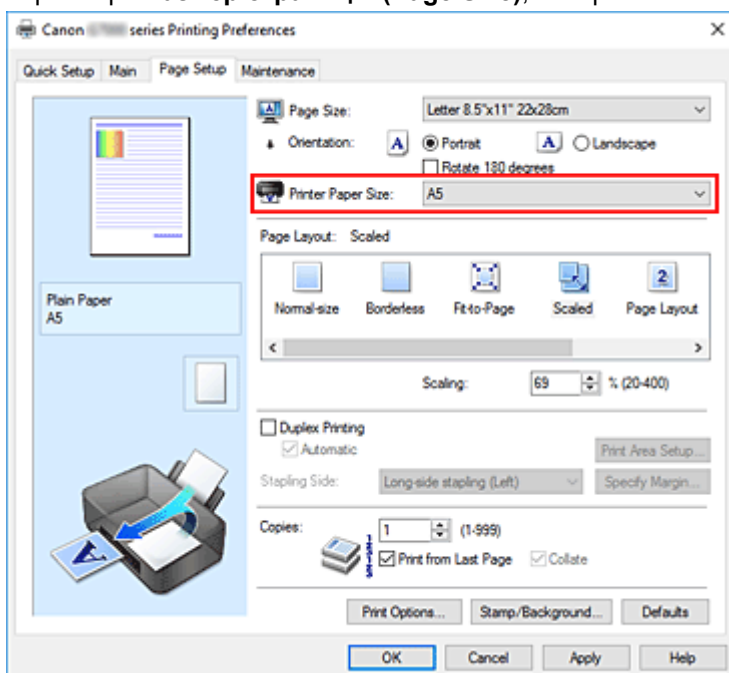 (Page Size),
Canon series Printing Preferences
Quick Setup Main Page Setup Maintenance
Page Size: Letter 8.5"x11" 22x28cm
Orientation: A Portrait A Landscape
Rotate 180 degrees
Printer Paper Size: A5
Page Layout: Scaled
Normal-size Borderless Fit-to-Page Scaled 2 Page Layout
Plain Paper
A5
Scaling: 69 % (20-400)
Duplex Printing
Automatic Print Area Setup...
Stapling Side: Long-side stapling (Left) Specify Margin...
Copies: 1 (1-999)
Print from Last Page Collate
Print Options... Stamp/Background... Defaults
OK Cancel Apply Help